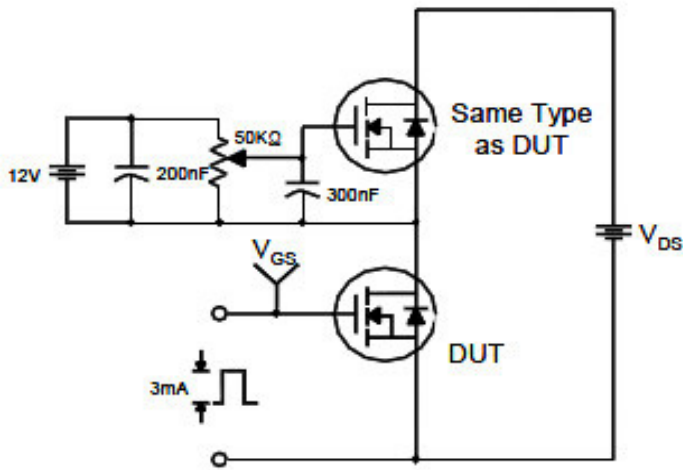 Same Type
as DUT
50KΩ
12V
200nF
300nF
VGS
VDS
DUT
3mA